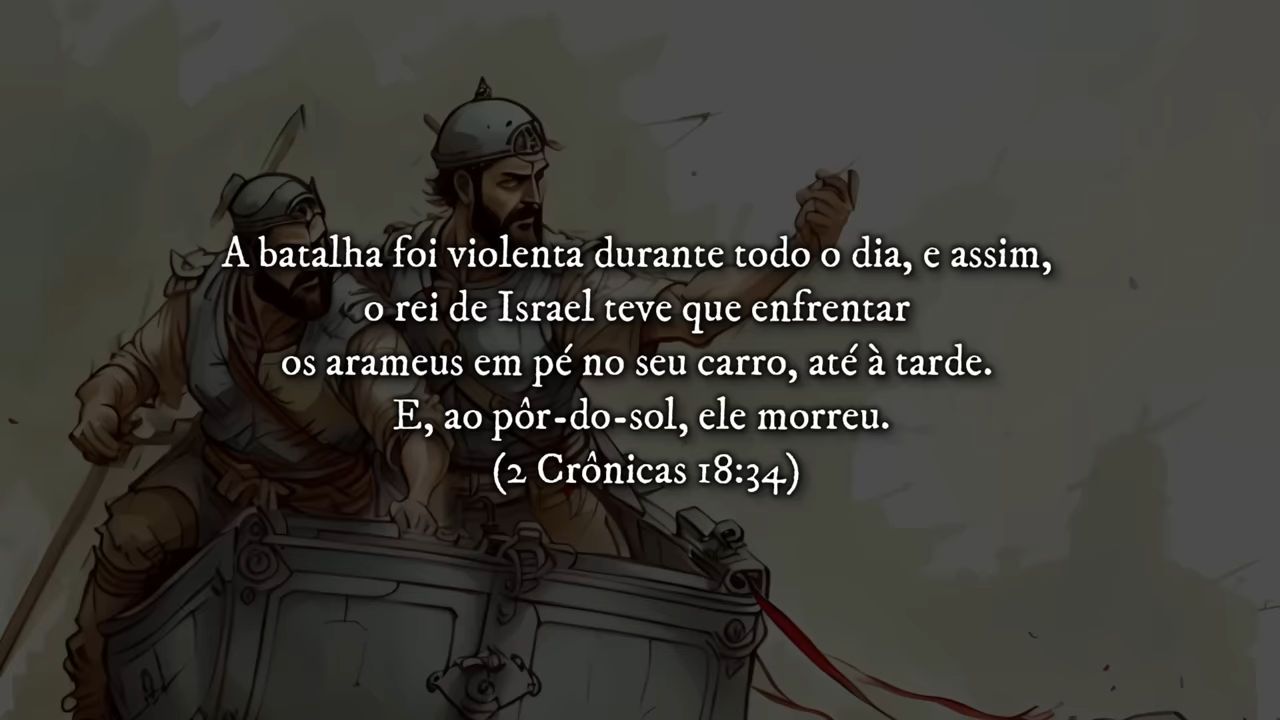 A batalha foi violenta durante todo o dia, e assim,
o rei de Israel teve que enfrentar
os arameus em pé no seu carro, até à tarde.
E, ao pôr-do-sol, ele morreu.
(2 Crônicas 18:34)